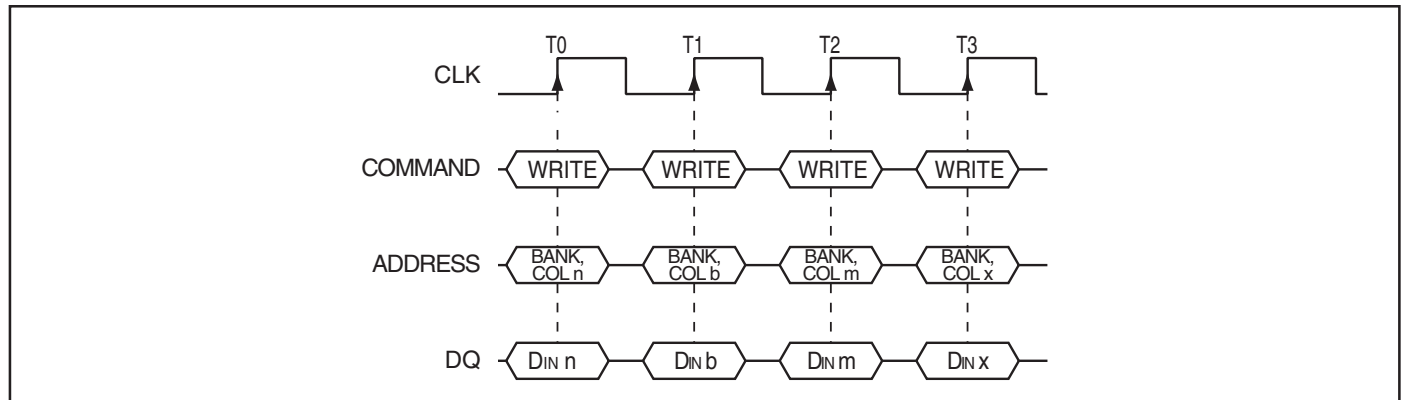 T0 T1 T2 T3
CLK
COMMAND WRITE WRITE WRITE WRITE
ADDRESS BANK, BANK, BANK, BANK,
COL n COL b COL m COL x
DQ DIN n DIN b DIN m DIN x